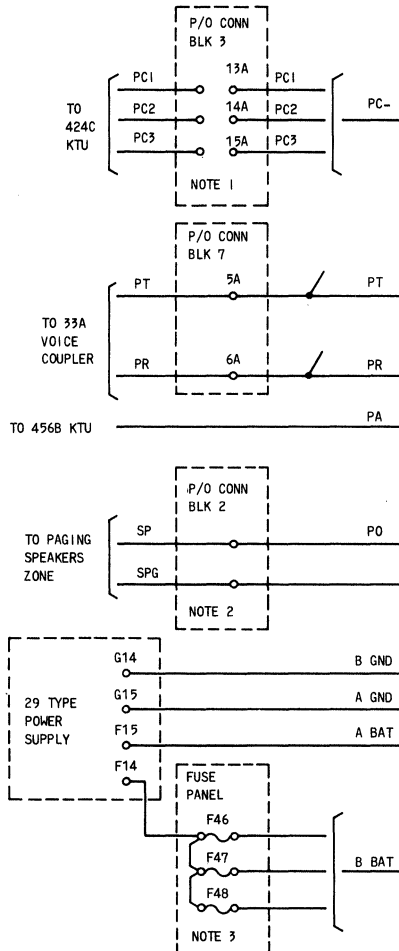 P/O CONN
BLK 3
13A
PC1
PC1
14A
TO
424C
KTU
PC2
PC2
PC-
15A
PC3
PC3
NOTE 1
P/O CONN
BLK 7
5A
PT
PT
TO 33A
VOICE
COUPLER
6A
PR
PR
PA
TO 456B KTU
P/O CONN
BLK 2
TO PAGING
SPEAKERS
ZONE
SP
PO
SPG
NOTE 2
G14
B GND
G15
A GND
29 TYPE
POWER
SUPPLY
F15
A BAT
F14
FUSE
PANEL
F46
F47
B BAT
F48
NOTE 3